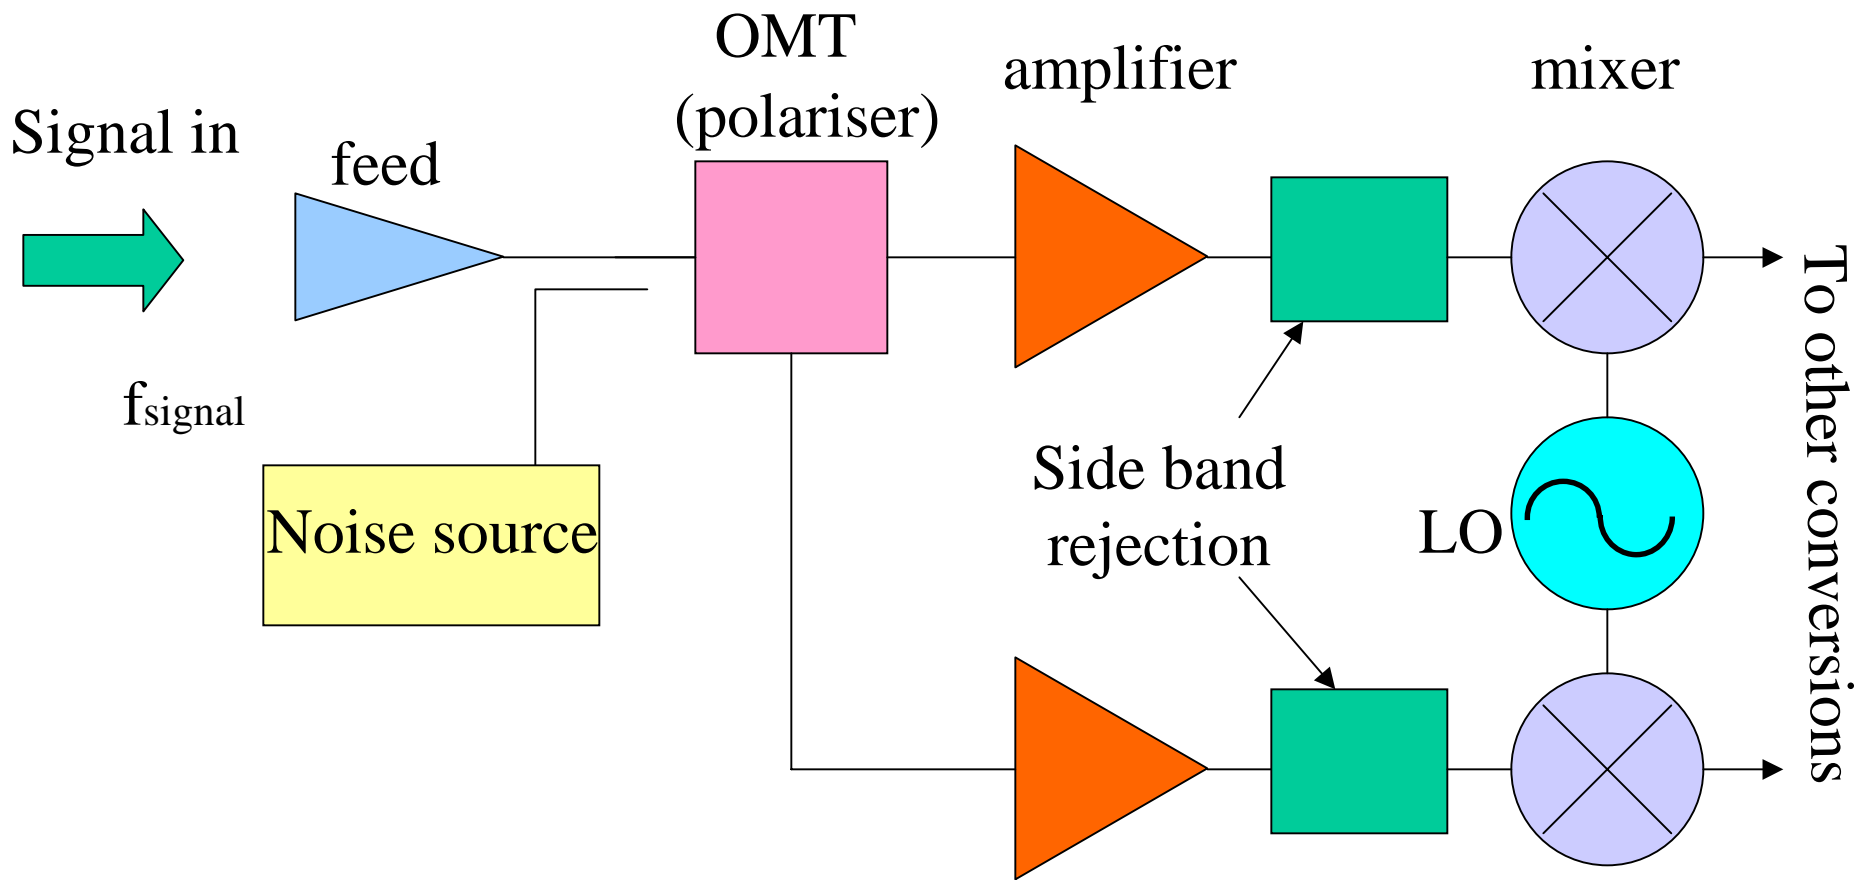 OMT
(polariser)
amplifier
mixer
Signal in
feed
fsignal
Noise source
Side band
rejection
LO
To other conversions